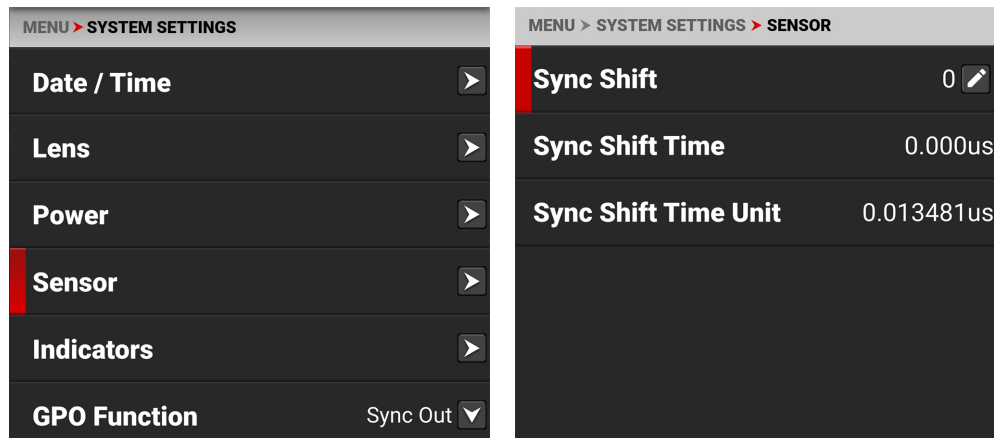 MENU > SYSTEM SETTINGS
Date / Time
Lens
Power
Sensor
Indicators
GPO Function Sync Out
MENU > SYSTEM SETTINGS > SENSOR
Sync Shift 0
Sync Shift Time 0.000us
Sync Shift Time Unit 0.013481us